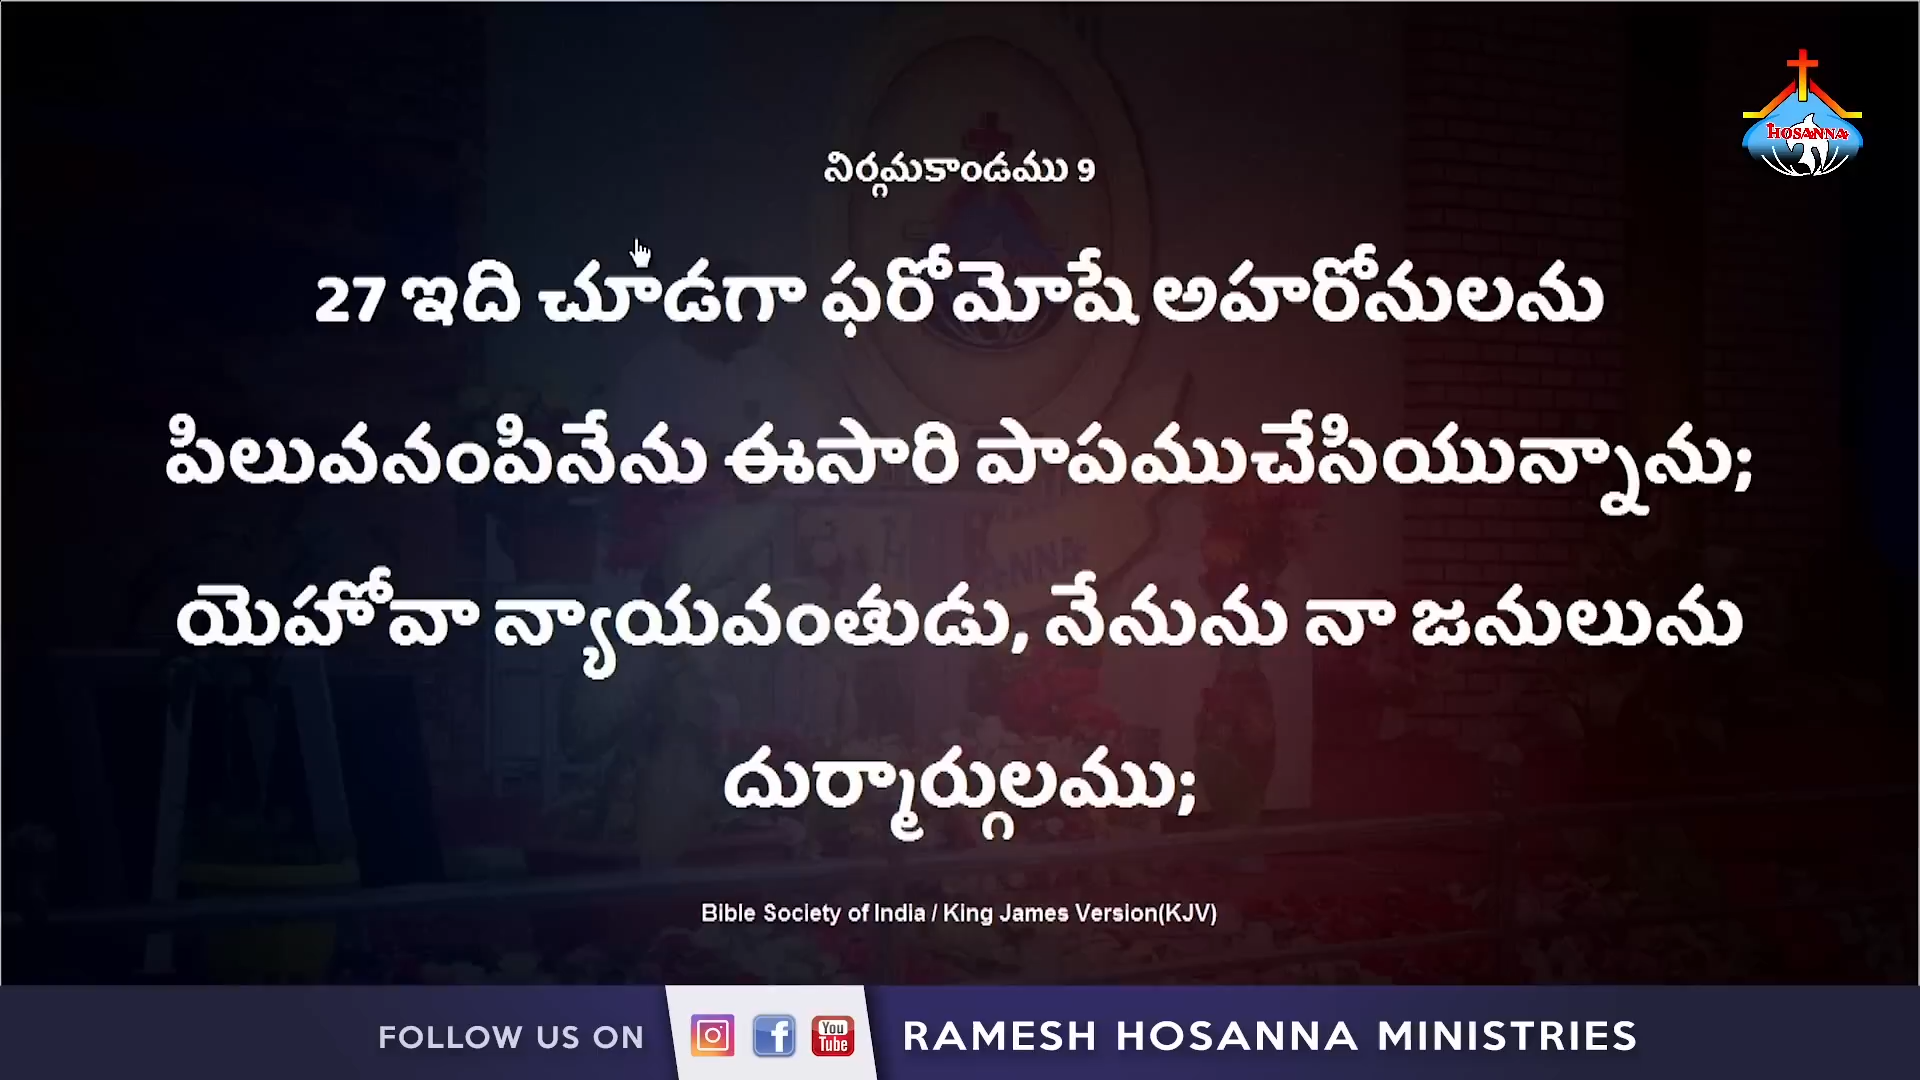 HOSANNA
నిర్గమకాండము 9
27 ఇది చూడగా ఫరోమోషే అహరోనులను
పిలువనంపినేను ఈసారి పాపముచేసియున్నాను;
యెహోవా న్యాయవంతుడు, నేనును నా జనులును
దుర్మార్గులము;
Bible Society of India / King James Version(KJV)
FOLLOW US ON
You
Tube
RAMESH HOSANNA MINISTRIES